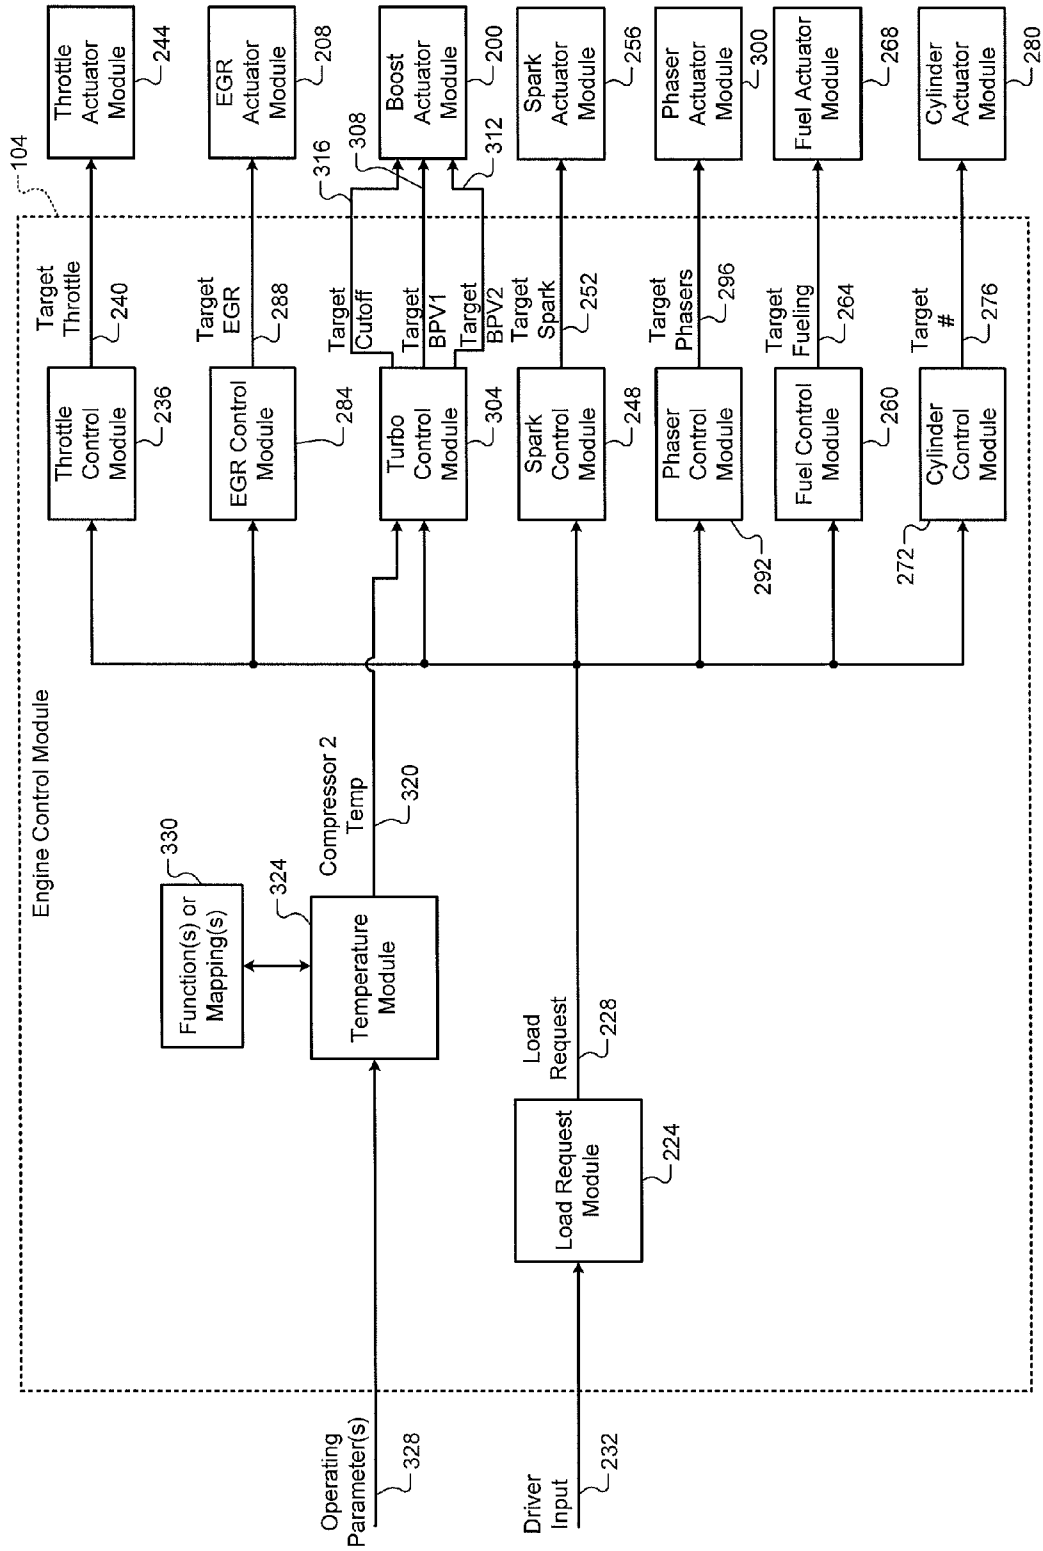 Engine Control Module
104
Operating
Parameter(s)
328
Driver
Input
232
Function(s) or
Mapping(s)
330
Temperature
Module
324
Compressor 2
Temp
320
Load Request
Module
224
Load
Request
228
Throttle
Control
Module
236
Target
Throttle
240
Throttle
Actuator
Module
244
EGR Control
Module
284
Target
EGR
288
EGR
Actuator
Module
208
Turbo
Control
Module
304
Target
Cutoff
316
Target
BPV1
308
Target
BPV2
312
Boost
Actuator
Module
200
Spark
Control
Module
248
Target
Spark
252
Spark
Actuator
Module
256
Phaser
Control
Module
292
Target
Phasers
296
Phaser
Actuator
Module
300
Fuel Control
Module
260
Target
Fueling
264
Fuel Actuator
Module
268
Cylinder
Control
Module
272
Target
#
276
Cylinder
Actuator
Module
280